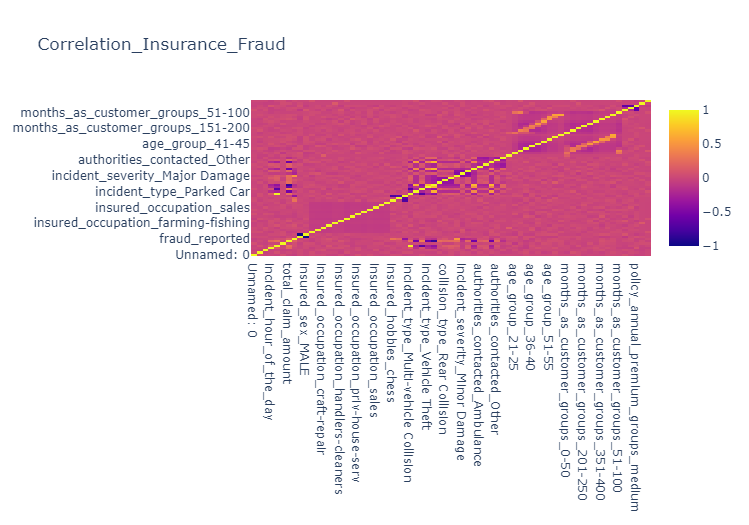 Correlation_Insurance_Fraud
months_as_customer_groups_51-100
months_as_customer_groups_151-200
age_group_41-45
authorities_contacted_Other
incident_severity_Major Damage
incident_type_Parked Car
insured_occupation_sales
insured_occupation_farming-fishing
fraud_reported
Unnamed: 0
1
0.5
0
−0.5
−1
Unnamed: 0
incident_hour_of_the_day
total_claim_amount
insured_sex_MALE
insured_occupation_craft-repair
insured_occupation_handlers-cleaners
insured_occupation_priv-house-serv
insured_occupation_sales
insured_hobbies_chess
incident_type_Multi-vehicle Collision
incident_type_Vehicle Theft
collision_type_Rear Collision
incident_severity_Minor Damage
authorities_contacted_Ambulance
authorities_contacted_Other
age_group_21-25
age_group_36-40
age_group_51-55
months_as_customer_groups_0-50
months_as_customer_groups_201-250
months_as_customer_groups_351-400
months_as_customer_groups_51-100
policy_annual_premium_groups_medium